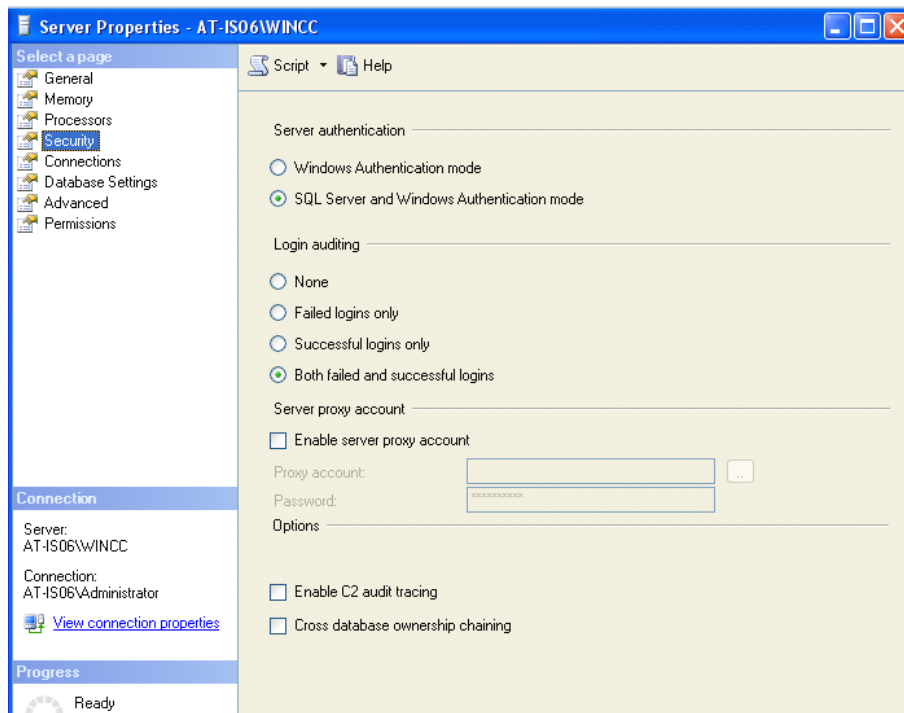 Server Properties - AT-IS06\WINCC
Select a page
General
Memory
Processors
Security
Connections
Database Settings
Advanced
Permissions
Script
Help
Server authentication
Windows Authentication mode
SQL Server and Windows Authentication mode
Login auditing
None
Failed logins only
Successful logins only
Both failed and successful logins
Server proxy account
Enable server proxy account
Proxy account:
..
Password:
xxxxxxxxxx
Options
Enable C2 audit tracing
Cross database ownership chaining
Connection
Server:
AT-IS06\WINCC
Connection:
AT-IS06\Administrator
View connection properties
Progress
Ready